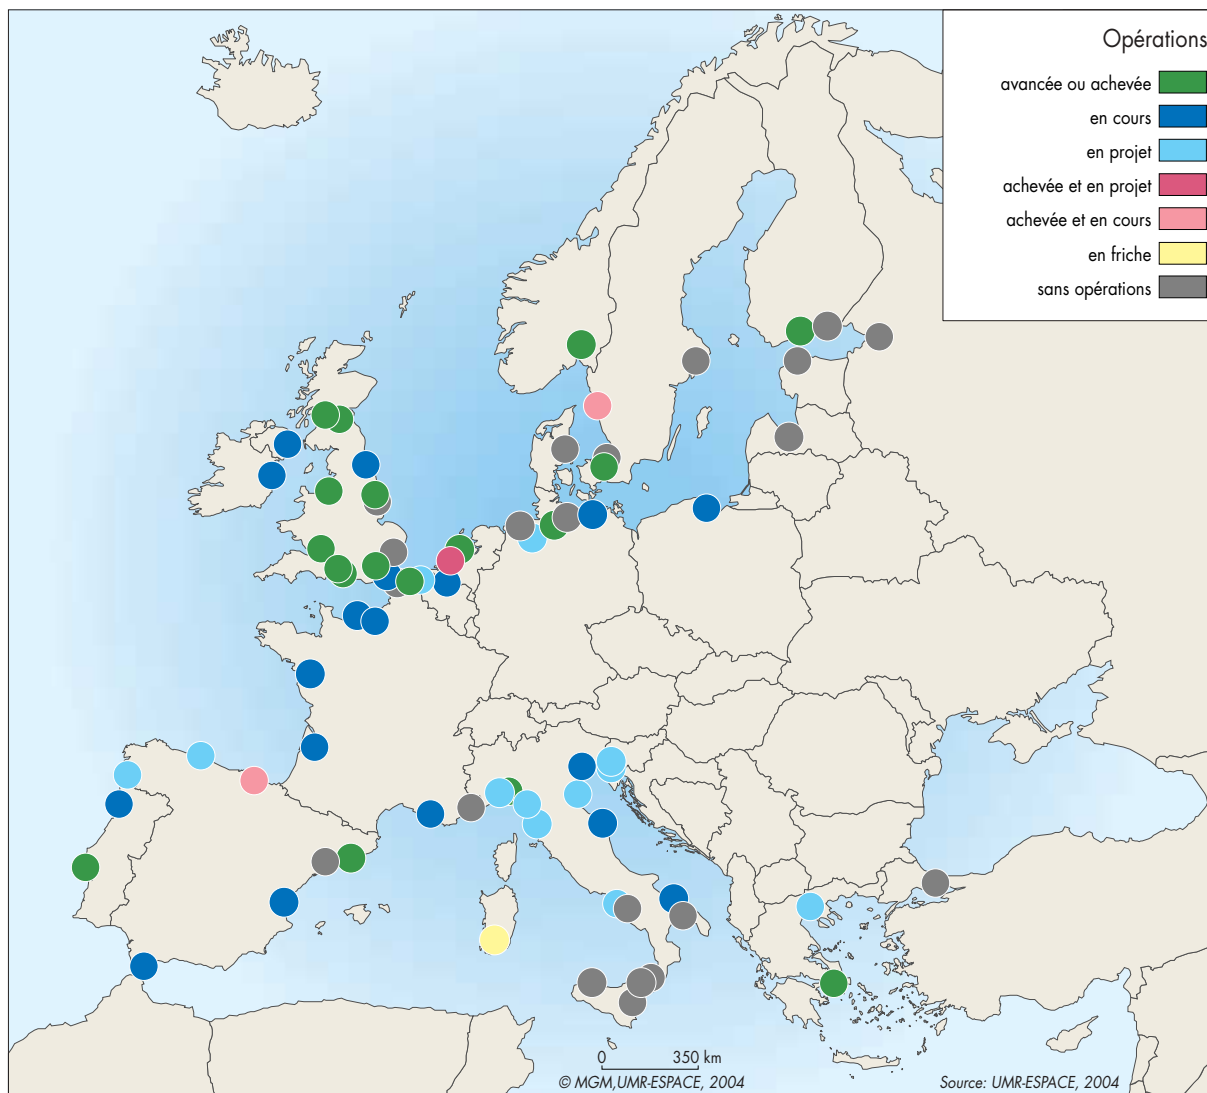 Opérations
avancée ou achevée
en cours
en projet
achevée et en projet
achevée et en cours
en friche
sans opérations
0 350 km
© MGM,UMR-ESPACE, 2004
Source: UMR-ESPACE, 2004